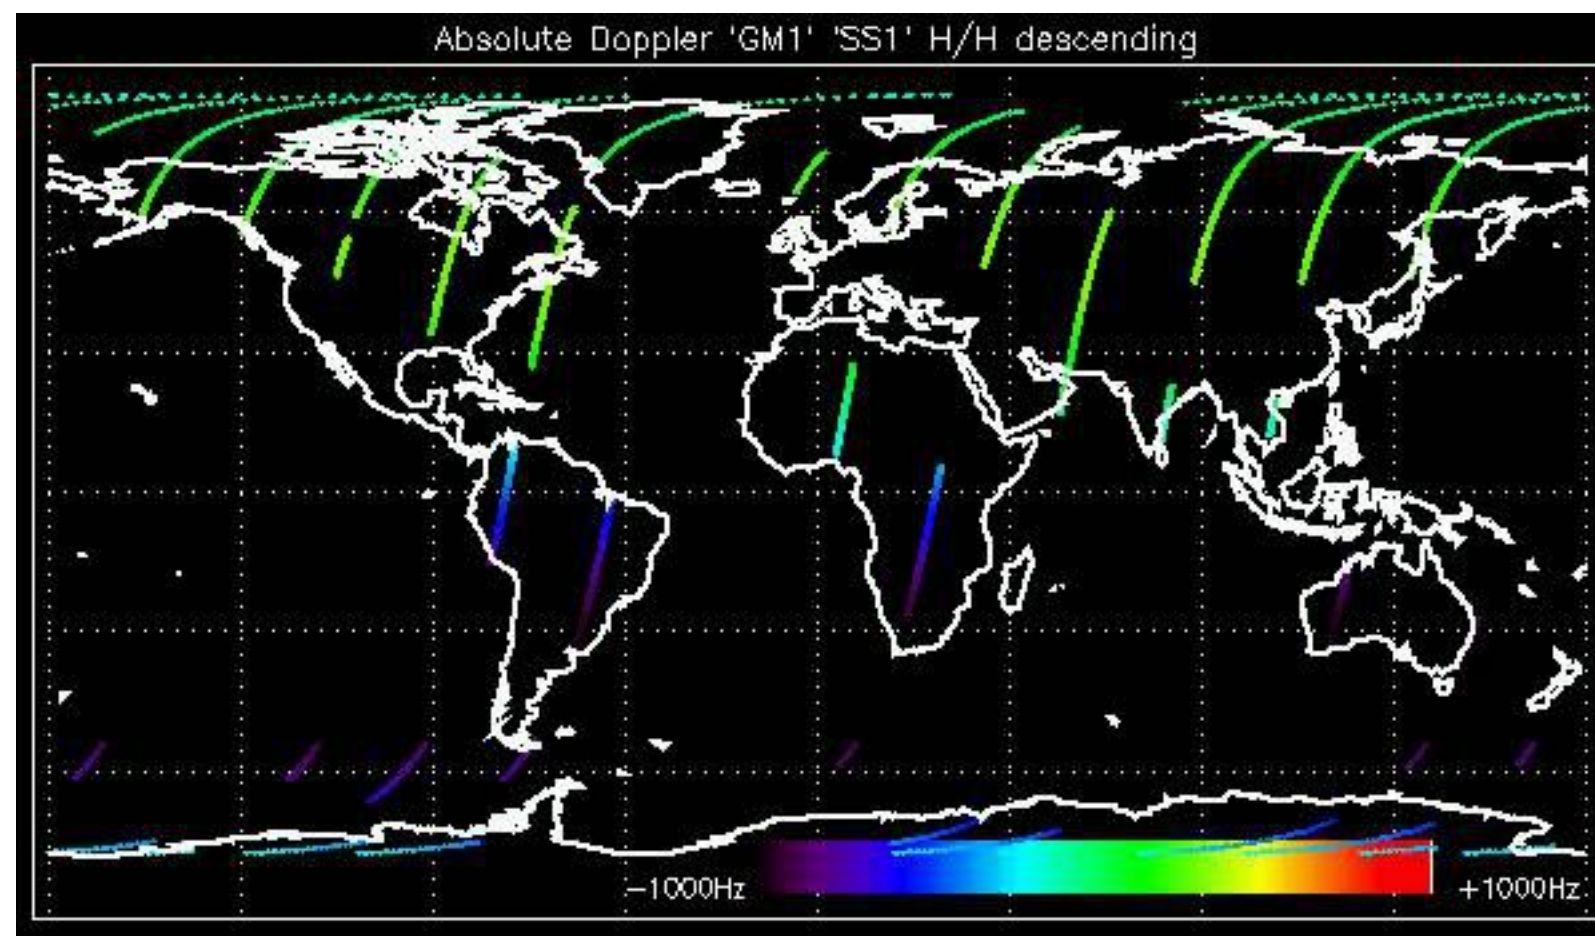 Absolute Doppler 'GM1' 'SS1' H/H descending
−1000Hz
+1000Hz